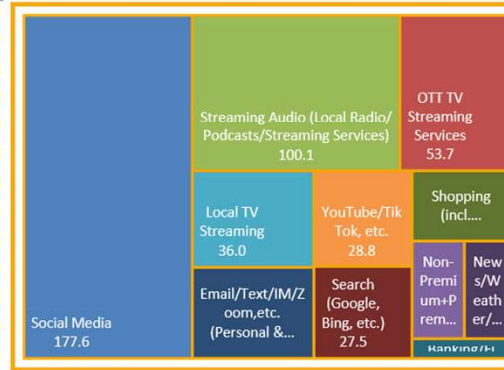 Social Media
177.6
Streaming Audio (Local Radio/
Podcasts/Streaming Services)
100.1
OTT TV
Streaming
Services
53.7
Local TV
Streaming
36.0
YouTube/Tik
Tok, etc.
28.8
Shopping
(incl....
Email/Text/IM/Z
oom,etc.
(Personal &...
Search
(Google,
Bing, etc.)
27.5
Non-
Premi
um+P
rem...
New
s/W
eath
er/...